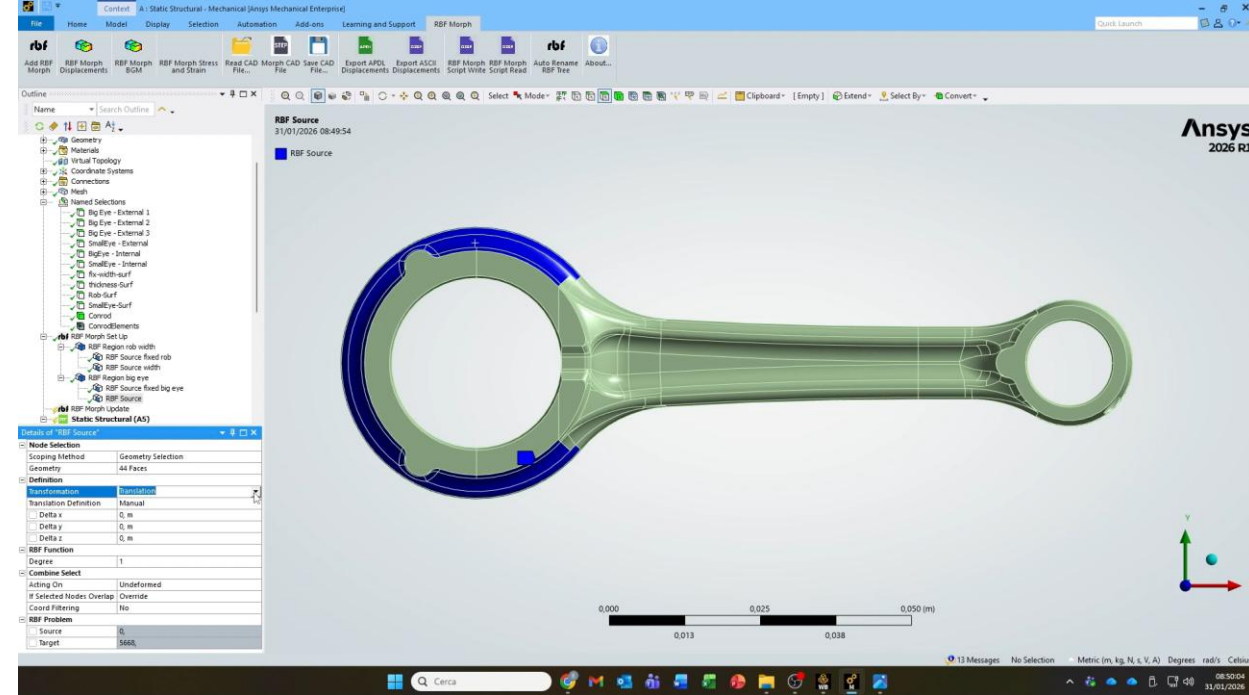 Context A : Static Structural - Mechanical [Ansys Mechanical Enterprise]
File Home Model Display Selection Automation Add-ons Learning and Support RBF Morph Quick Launch
rbf STEP APDL rbf
Add RBF Morph RBF Morph Displacements RBF Morph BGM RBF Morph Stress and Strain Read CAD File... Morph CAD File Save CAD File... Export APDL Displacements Export ASCII Displacements RBF Morph Script Write RBF Morph Script Read Auto Rename RBF Tree About...
Outline Select Mode Clipboard [Empty] Extend Select By Convert
Name Search Outline
Geometry
Materials
Virtual Topology
Coordinate Systems
Connections
Mesh
Named Selections
Big Eye - External 1
Big Eye - External 2
Big Eye - External 3
SmallEye - External
BigEye - Internal
SmallEye - Internal
fix-width-surf
thickness-Surf
Rob-Surf
SmallEye-Surf
Conrod
ConrodElements
rbf RBF Morph Set Up
RBF Region rob width
RBF Source fixed rob
RBF Source width
RBF Region big eye
RBF Source fixed big eye
RBF Source
rbf RBF Morph Update
Static Structural (A5)
Details of "RBF Source"
Node Selection
Scoping Method Geometry Selection
Geometry 44 Faces
Definition
Transformation Translation
Translation Definition Manual
Delta x 0, m
Delta y 0, m
Delta z 0, m
RBF Function
Degree 1
Combine Select
Acting On Undeformed
If Selected Nodes Overlap Override
Coord Filtering No
RBF Problem
Source 0,
Target 5668,
RBF Source
31/01/2026 08:49:54
RBF Source
Ansys
2026 R1
Y
0,000 0,025 0,050 (m)
0,013 0,038
13 Messages No Selection Metric (m, kg, N, s, V, A) Degrees rad/s Celsiu
Cerca
08:50:04
31/01/2026